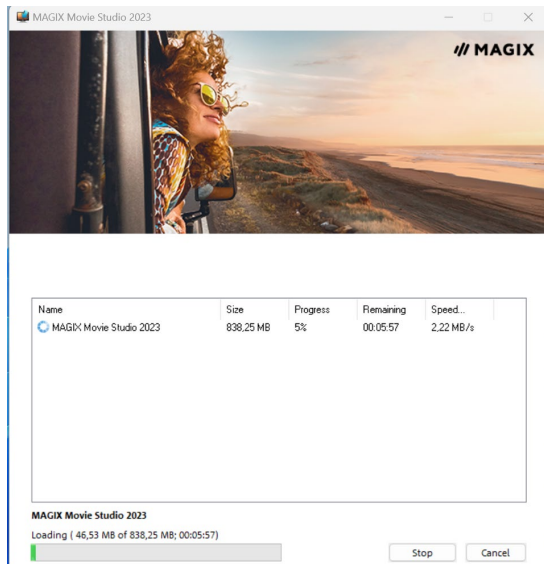 MAGIX Movie Studio 2023
MAGIX
Name Size Progress Remaining Speed...
MAGIX Movie Studio 2023 838,25 MB 5% 00:05:57 2,22 MB/s
MAGIX Movie Studio 2023
Loading ( 46,53 MB of 838,25 MB; 00:05:57)
Stop Cancel